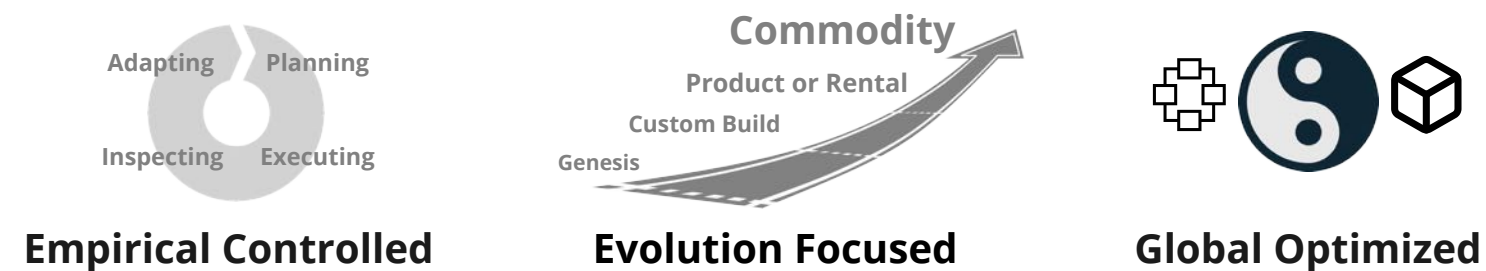 Adapting
Planning
Inspecting
Executing
Empirical Controlled
Commodity
Product or Rental
Custom Build
Genesis
Evolution Focused
Global Optimized